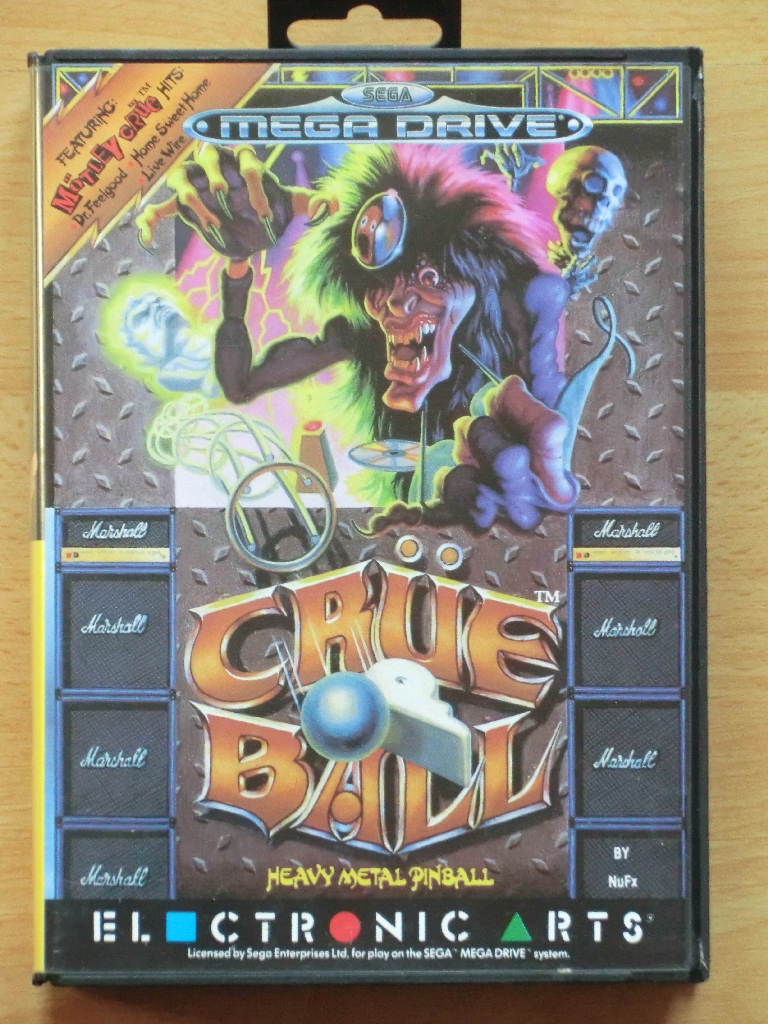 FEATURING:
MÖTLEY CRÜE™ HITS:
Dr. Feelgood Home Sweet Home
Live Wire
SEGA
MEGA DRIVE
Marshall
Marshall
Marshall
Marshall
Marshall
Marshall
Marshall
CRÜE ™
BALL
HEAVY METAL PINBALL
Marshall
BY
NuFx
ELECTRONIC ARTS®
Licensed by Sega Enterprises Ltd. for play on the SEGA™ MEGA DRIVE™ system.